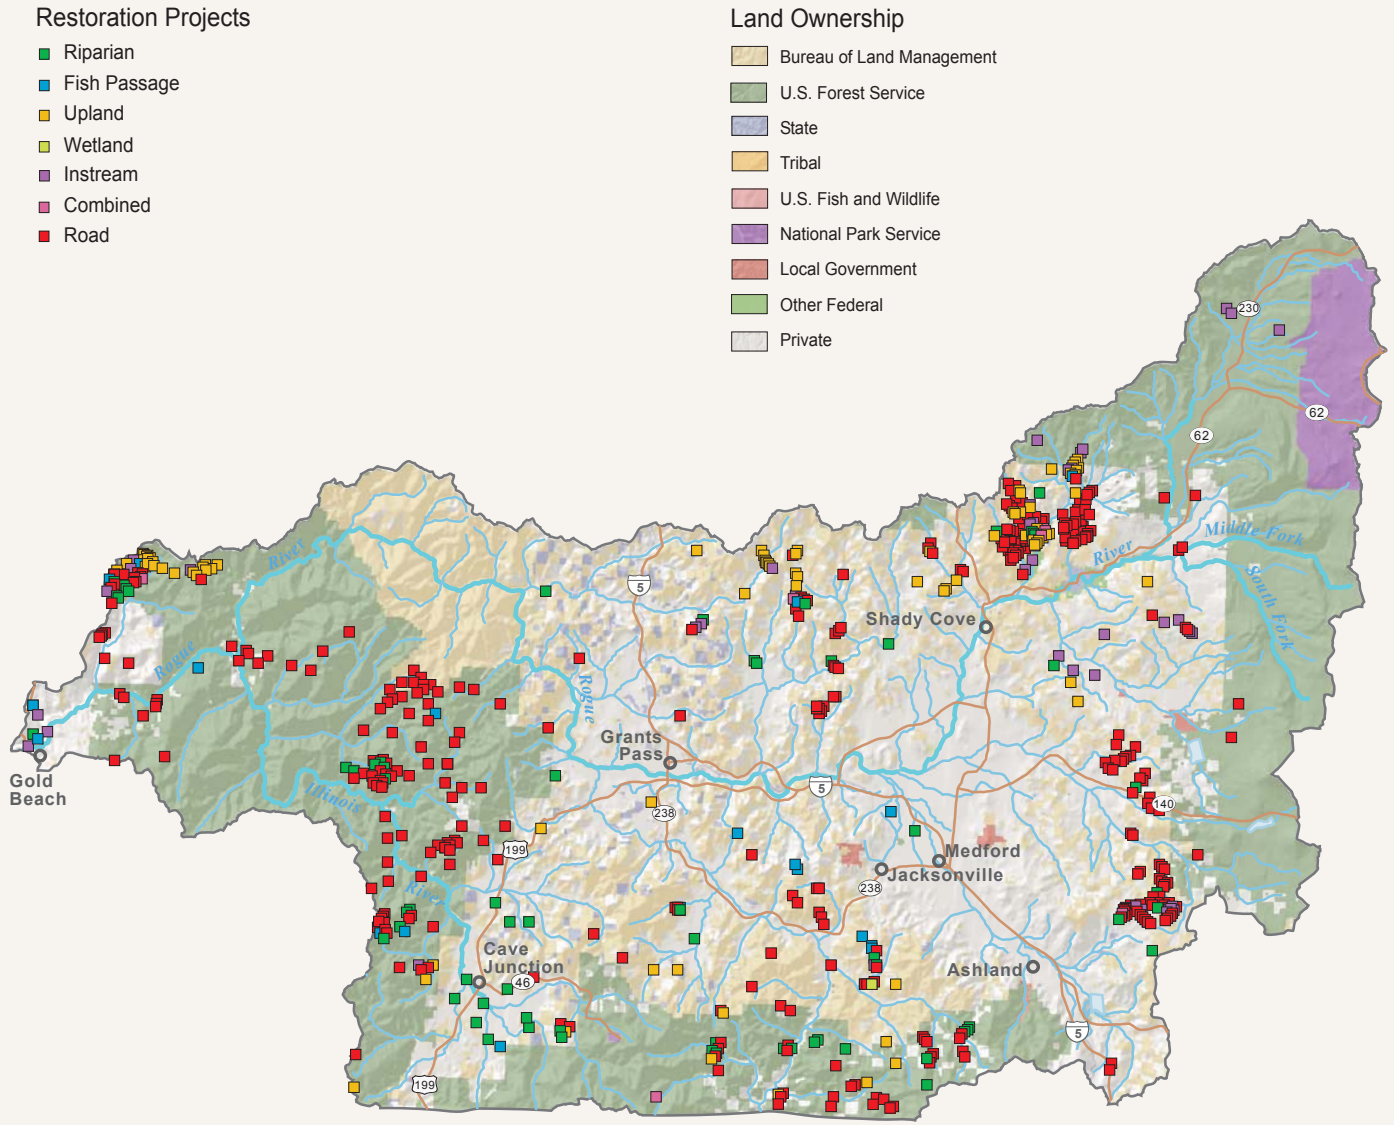 Restoration Projects
Riparian
Fish Passage
Upland
Wetland
Instream
Combined
Road
Land Ownership
Bureau of Land Management
U.S. Forest Service
State
Tribal
U.S. Fish and Wildlife
National Park Service
Local Government
Other Federal
Private
230
62
62
Middle Fork
South Fork
River
River
Rogue
Rogue
5
Shady Cove
Grants
Pass
Gold
Beach
Illinois
River
5
238
199
140
Medford
Jacksonville
238
Cave
Junction
46
Ashland
5
199